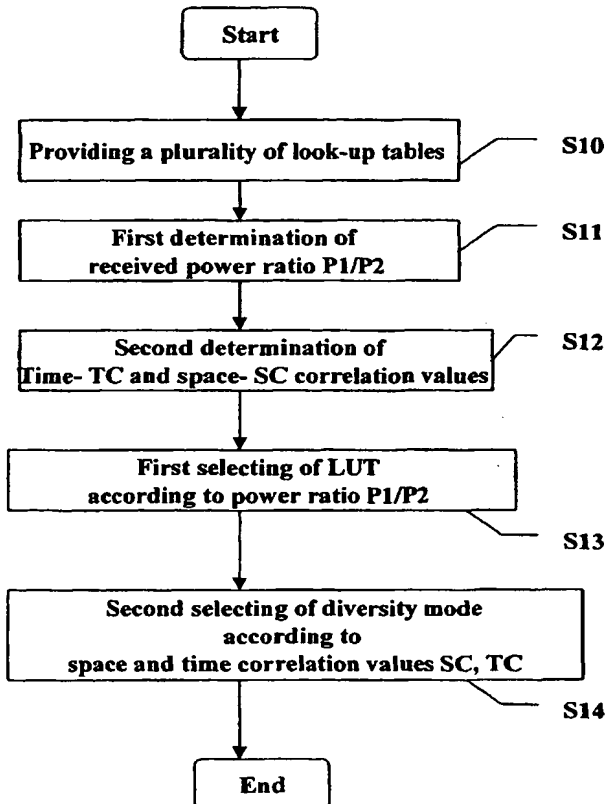 Start
Providing a plurality of look-up tables
S10
First determination of
received power ratio P1/P2
S11
Second determination of
Time- TC and space- SC correlation values
S12
First selecting of LUT
according to power ratio P1/P2
S13
Second selecting of diversity mode
according to
space and time correlation values SC, TC
S14
End